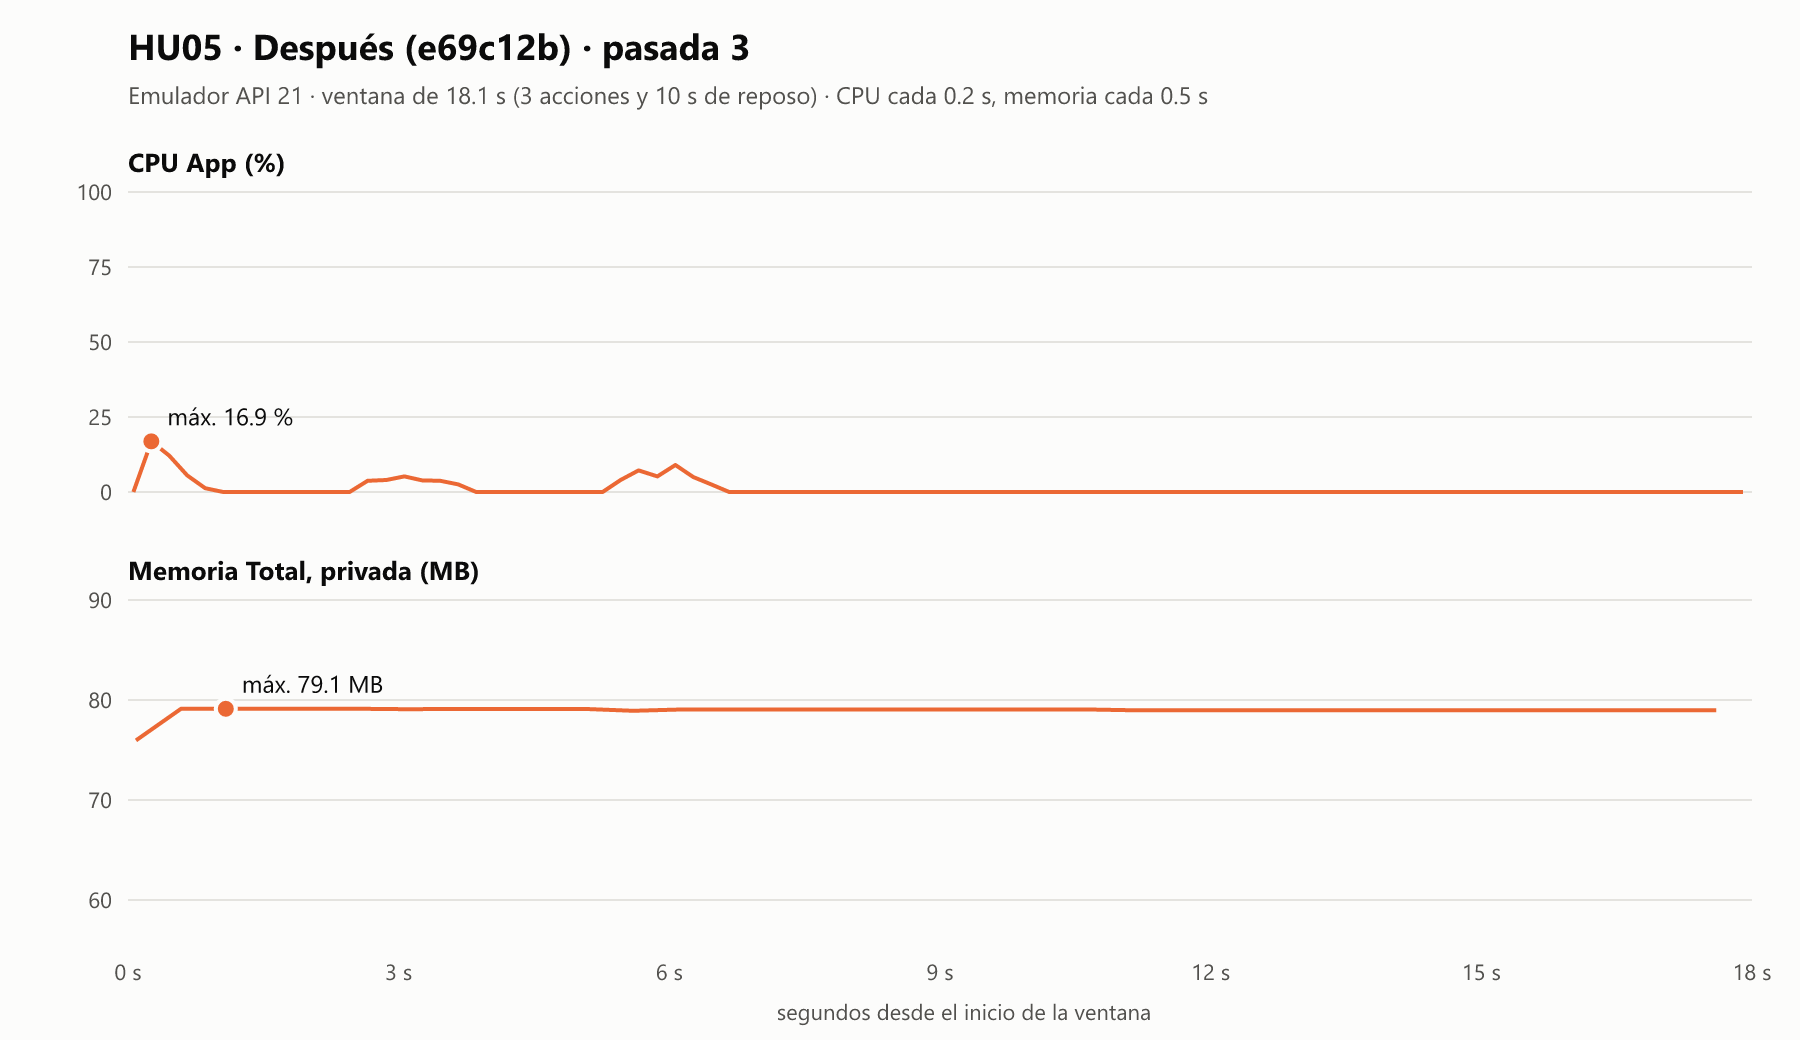 HU05 · Después (e69c12b) · pasada 3
Emulador API 21 · ventana de 18.1 s (3 acciones y 10 s de reposo) · CPU cada 0.2 s, memoria cada 0.5 s
CPU App (%)
100
75
50
25
máx. 16.9 %
0
Memoria Total, privada (MB)
90
máx. 79.1 MB
80
70
60
0 s 3 s 6 s 9 s 12 s 15 s 18 s
segundos desde el inicio de la ventana